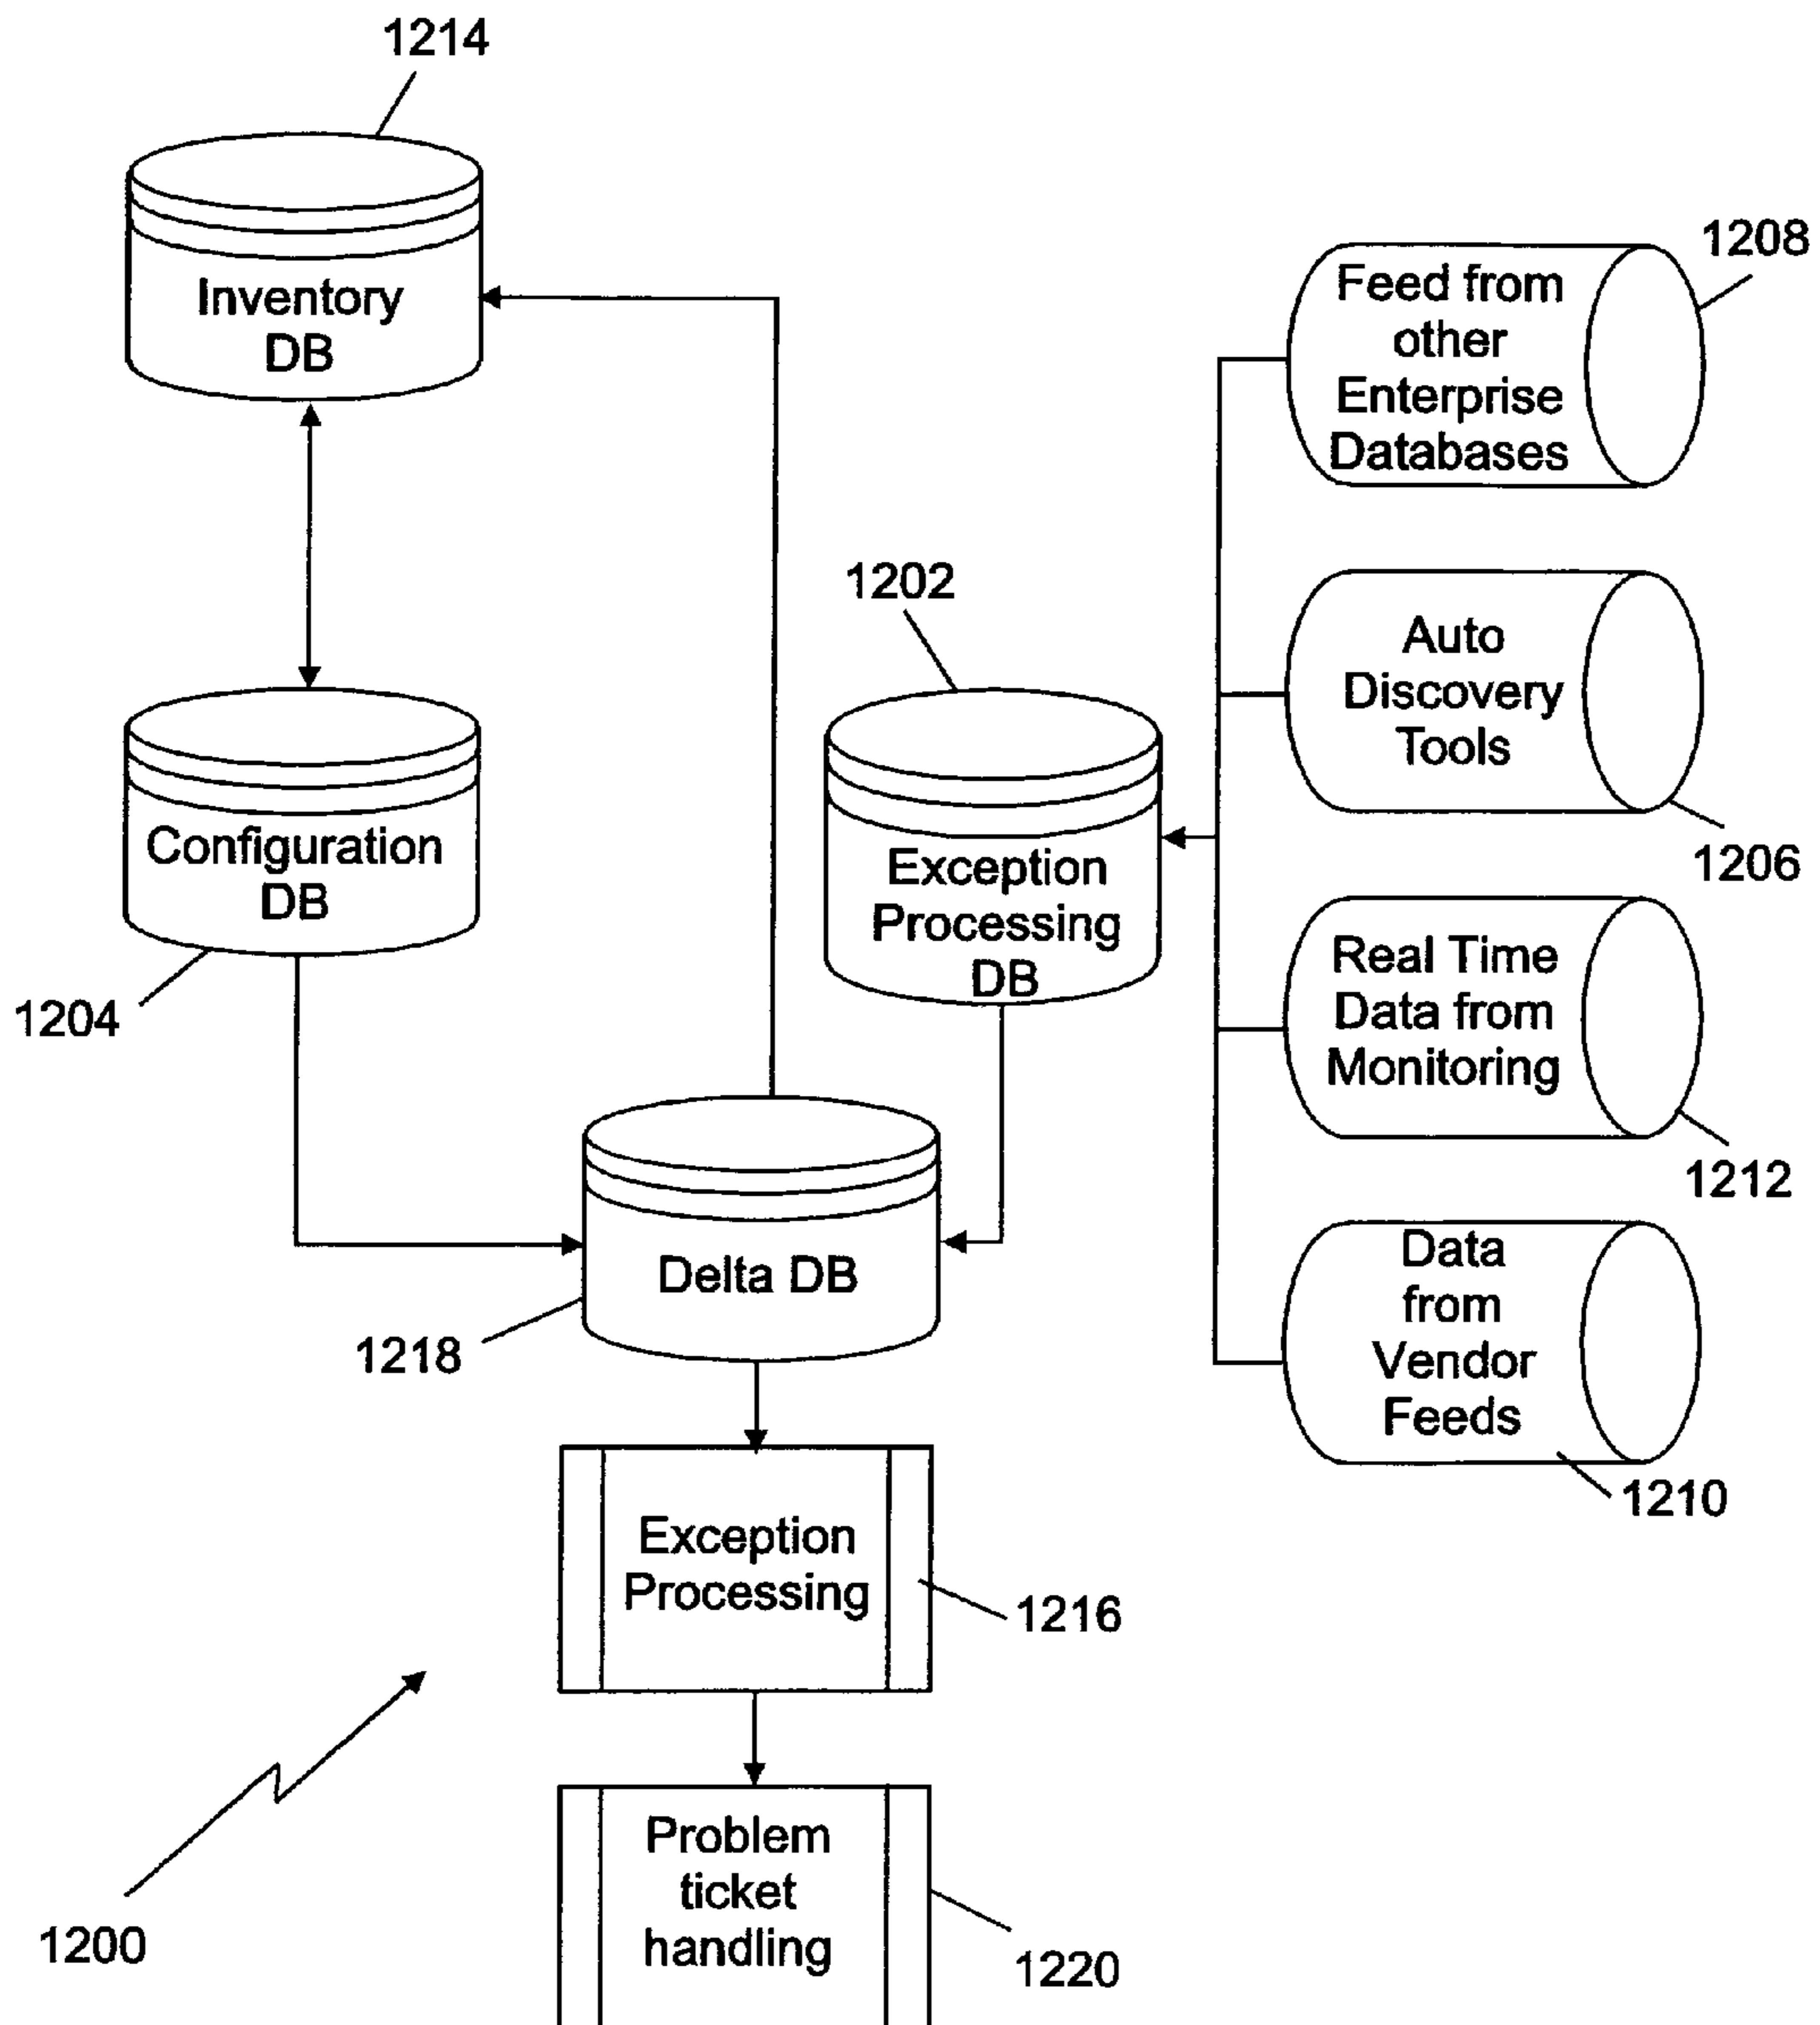 1214
Inventory
DB
1208
Feed from
other
Enterprise
Databases
1202
Auto
Discovery
Tools
1206
Configuration
DB
1204
Exception
Processing
DB
Real Time
Data from
Monitoring
1212
Delta DB
1218
Data
from
Vendor
Feeds
1210
Exception
Processing
1216
Problem
ticket
handling
1220
1200